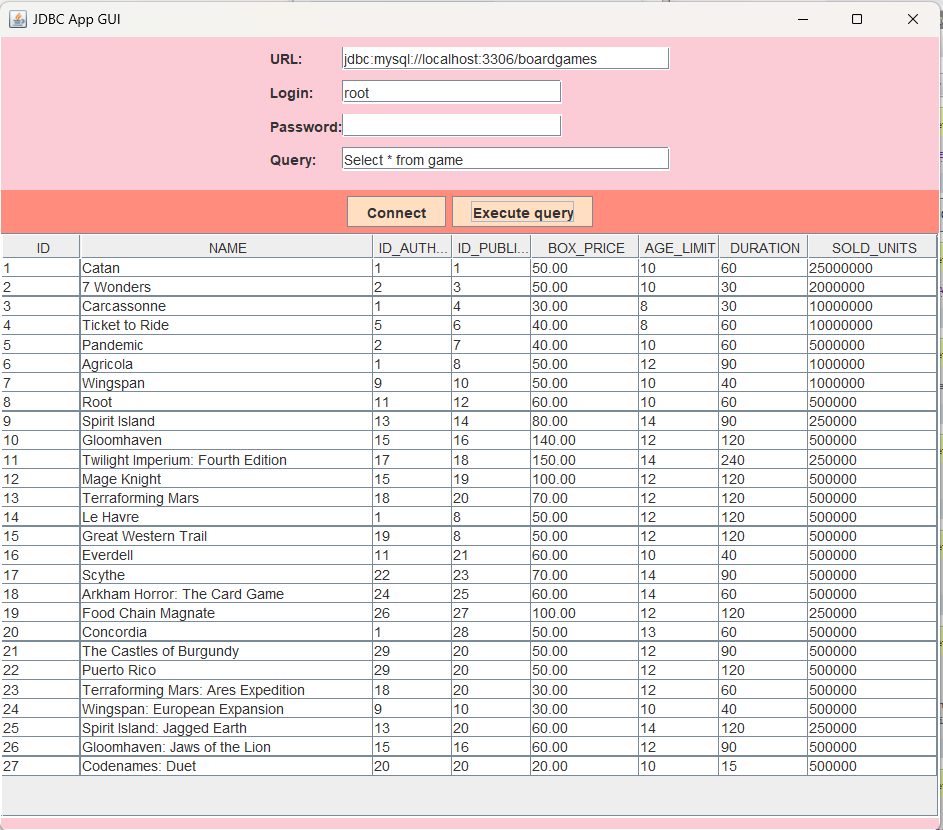 JDBC App GUI
URL: jdbc:mysql://localhost:3306/boardgames
Login: root
Password:
Query: Select * from game
Connect Execute query
ID NAME ID_AUTH... ID_PUBLI... BOX_PRICE AGE_LIMIT DURATION SOLD_UNITS
1 Catan 1 1 50.00 10 60 25000000
2 7 Wonders 2 3 50.00 10 30 2000000
3 Carcassonne 1 4 30.00 8 30 10000000
4 Ticket to Ride 5 6 40.00 8 60 10000000
5 Pandemic 2 7 40.00 10 60 5000000
6 Agricola 1 8 50.00 12 90 1000000
7 Wingspan 9 10 50.00 10 40 1000000
8 Root 11 12 60.00 10 60 500000
9 Spirit Island 13 14 80.00 14 90 250000
10 Gloomhaven 15 16 140.00 12 120 500000
11 Twilight Imperium: Fourth Edition 17 18 150.00 14 240 250000
12 Mage Knight 15 19 100.00 12 120 500000
13 Terraforming Mars 18 20 70.00 12 120 500000
14 Le Havre 1 8 50.00 12 120 500000
15 Great Western Trail 19 8 50.00 12 120 500000
16 Everdell 11 21 60.00 10 40 500000
17 Scythe 22 23 70.00 14 90 500000
18 Arkham Horror: The Card Game 24 25 60.00 14 60 500000
19 Food Chain Magnate 26 27 100.00 12 120 250000
20 Concordia 1 28 50.00 13 60 500000
21 The Castles of Burgundy 29 20 50.00 12 90 500000
22 Puerto Rico 29 20 50.00 12 120 500000
23 Terraforming Mars: Ares Expedition 18 20 30.00 12 60 500000
24 Wingspan: European Expansion 9 10 30.00 10 40 500000
25 Spirit Island: Jagged Earth 13 20 60.00 14 120 250000
26 Gloomhaven: Jaws of the Lion 15 16 60.00 12 90 500000
27 Codenames: Duet 20 20 20.00 10 15 500000